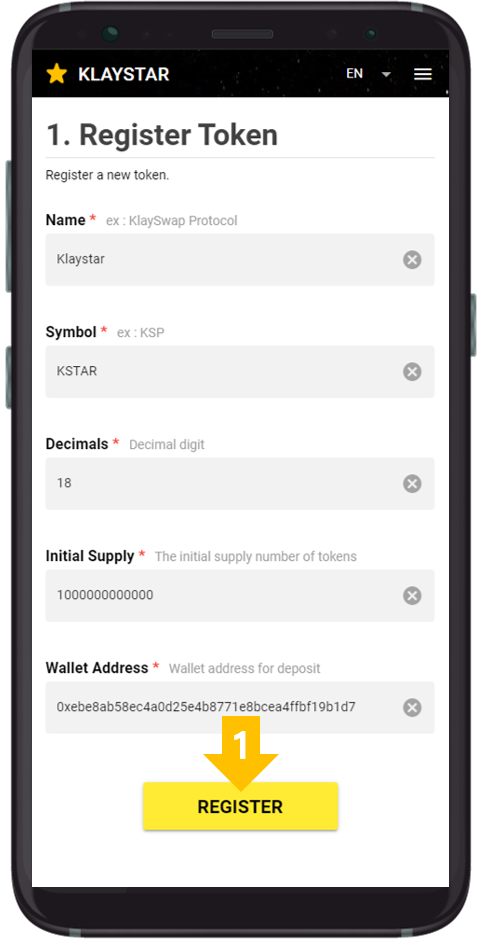 KLAYSTAR EN
1. Register Token
Register a new token.
Name * ex : KlaySwap Protocol
Klaystar
Symbol * ex : KSP
KSTAR
Decimals * Decimal digit
18
Initial Supply * The initial supply number of tokens
1000000000000
Wallet Address * Wallet address for deposit
0xebe8ab58ec4a0d25e4b8771e8bcea4ffbf19b1d7
1
REGISTER